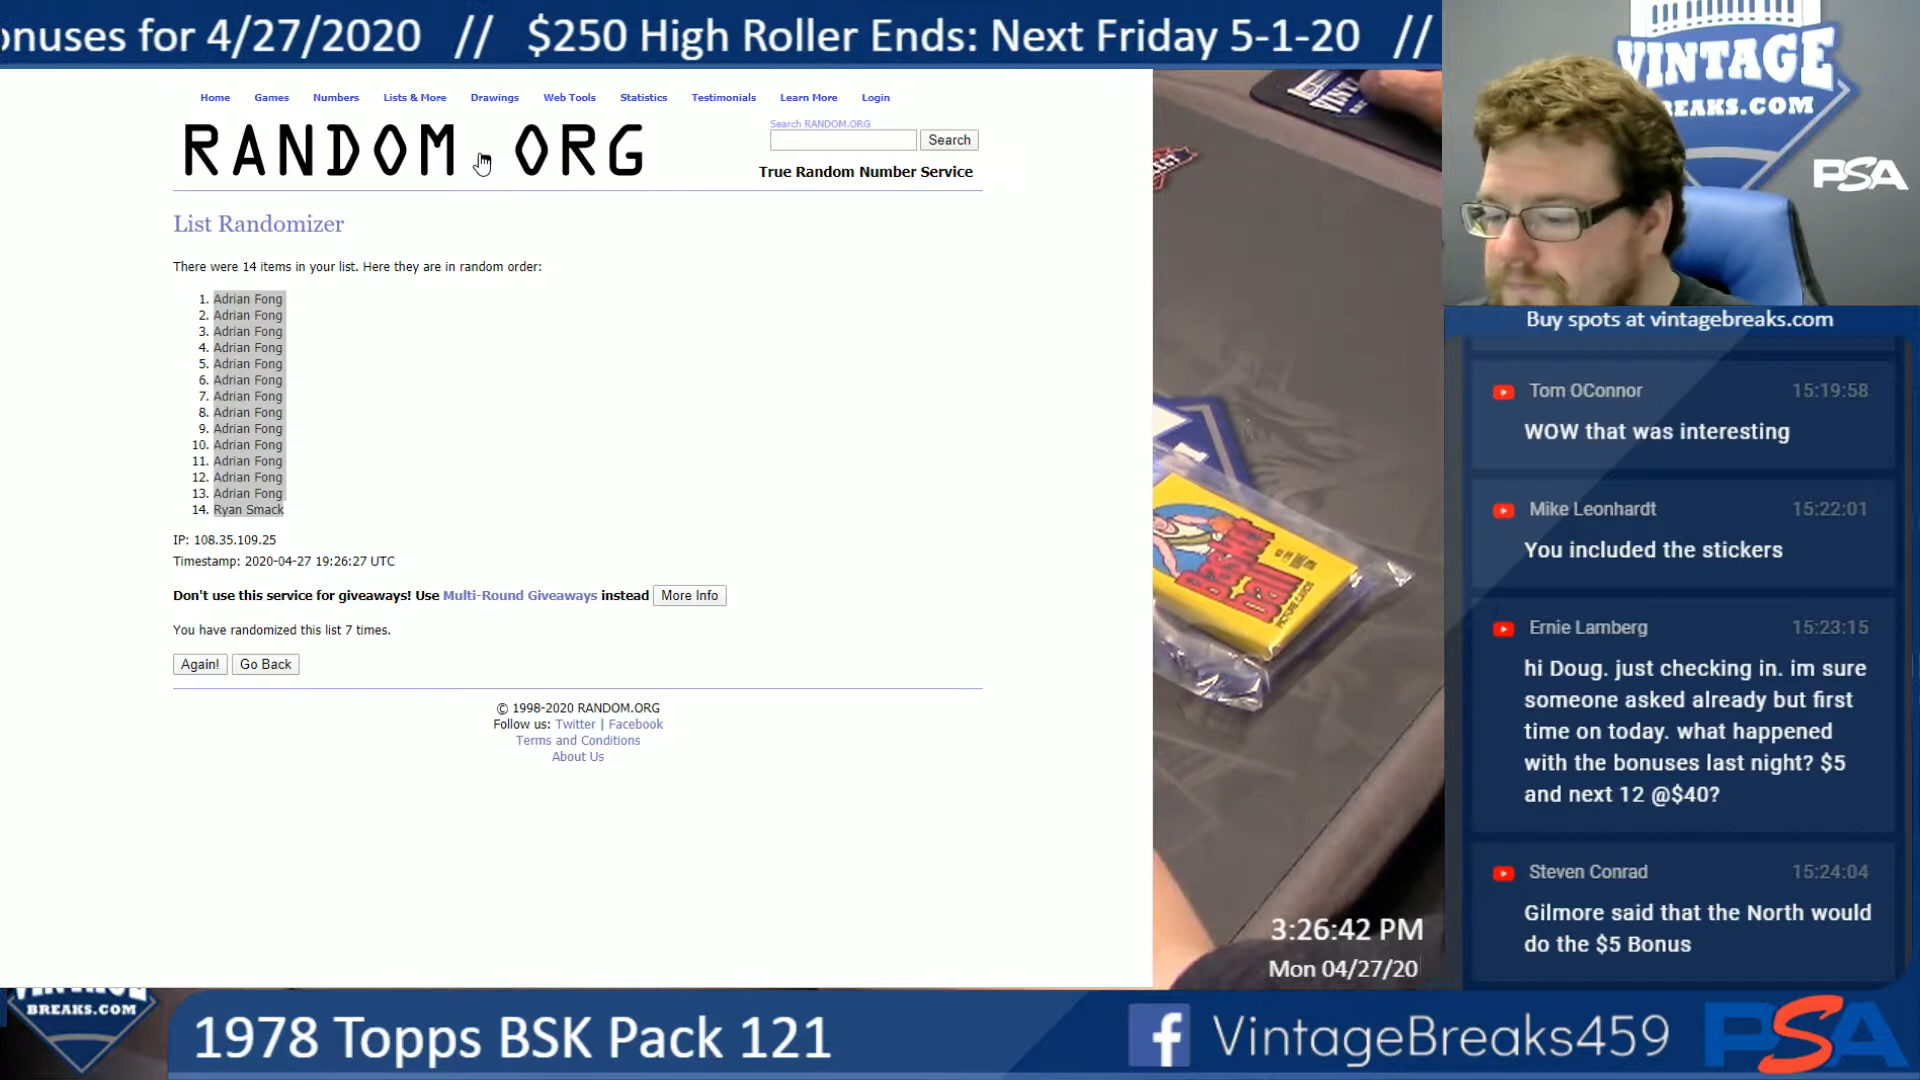 onuses for 4/27/2020 // $250 High Roller Ends: Next Friday 5-1-20 //
Home Games Numbers Lists & More Drawings Web Tools Statistics Testimonials Learn More Login
RANDOM.ORG
Search RANDOM.ORG
Search
True Random Number Service
List Randomizer
There were 14 items in your list. Here they are in random order:
1. Adrian Fong
2. Adrian Fong
3. Adrian Fong
4. Adrian Fong
5. Adrian Fong
6. Adrian Fong
7. Adrian Fong
8. Adrian Fong
9. Adrian Fong
10. Adrian Fong
11. Adrian Fong
12. Adrian Fong
13. Adrian Fong
14. Ryan Smack
IP: 108.35.109.25
Timestamp: 2020-04-27 19:26:27 UTC
Don't use this service for giveaways! Use Multi-Round Giveaways instead More Info
You have randomized this list 7 times.
Again! Go Back
© 1998-2020 RANDOM.ORG
Follow us: Twitter | Facebook
Terms and Conditions
About Us
VINTAGE
BREAKS.COM
PSA
VINTAGE
Basket
Ball
PICTURE CARDS
Buy spots at vintagebreaks.com
Tom OConnor 15:19:58
WOW that was interesting
Mike Leonhardt 15:22:01
You included the stickers
Ernie Lamberg 15:23:15
hi Doug. just checking in. im sure
someone asked already but first
time on today. what happened
with the bonuses last night? $5
and next 12 @$40?
Steven Conrad 15:24:04
Gilmore said that the North would
do the $5 Bonus
3:26:42 PM
Mon 04/27/20
VINTAGE
BREAKS.COM
1978 Topps BSK Pack 121
f VintageBreaks459
PSA